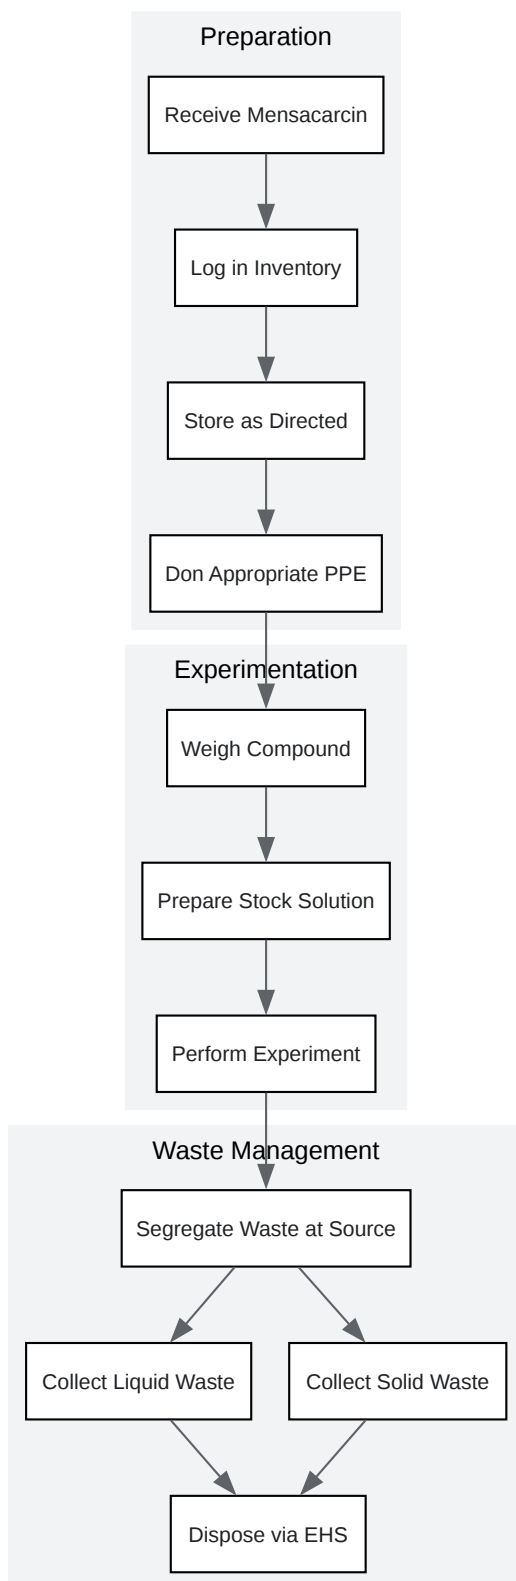 Preparation
Receive Mensacarcin
Log in Inventory
Store as Directed
Don Appropriate PPE
Experimentation
Weigh Compound
Prepare Stock Solution
Perform Experiment
Waste Management
Segregate Waste at Source
Collect Liquid Waste
Collect Solid Waste
Dispose via EHS